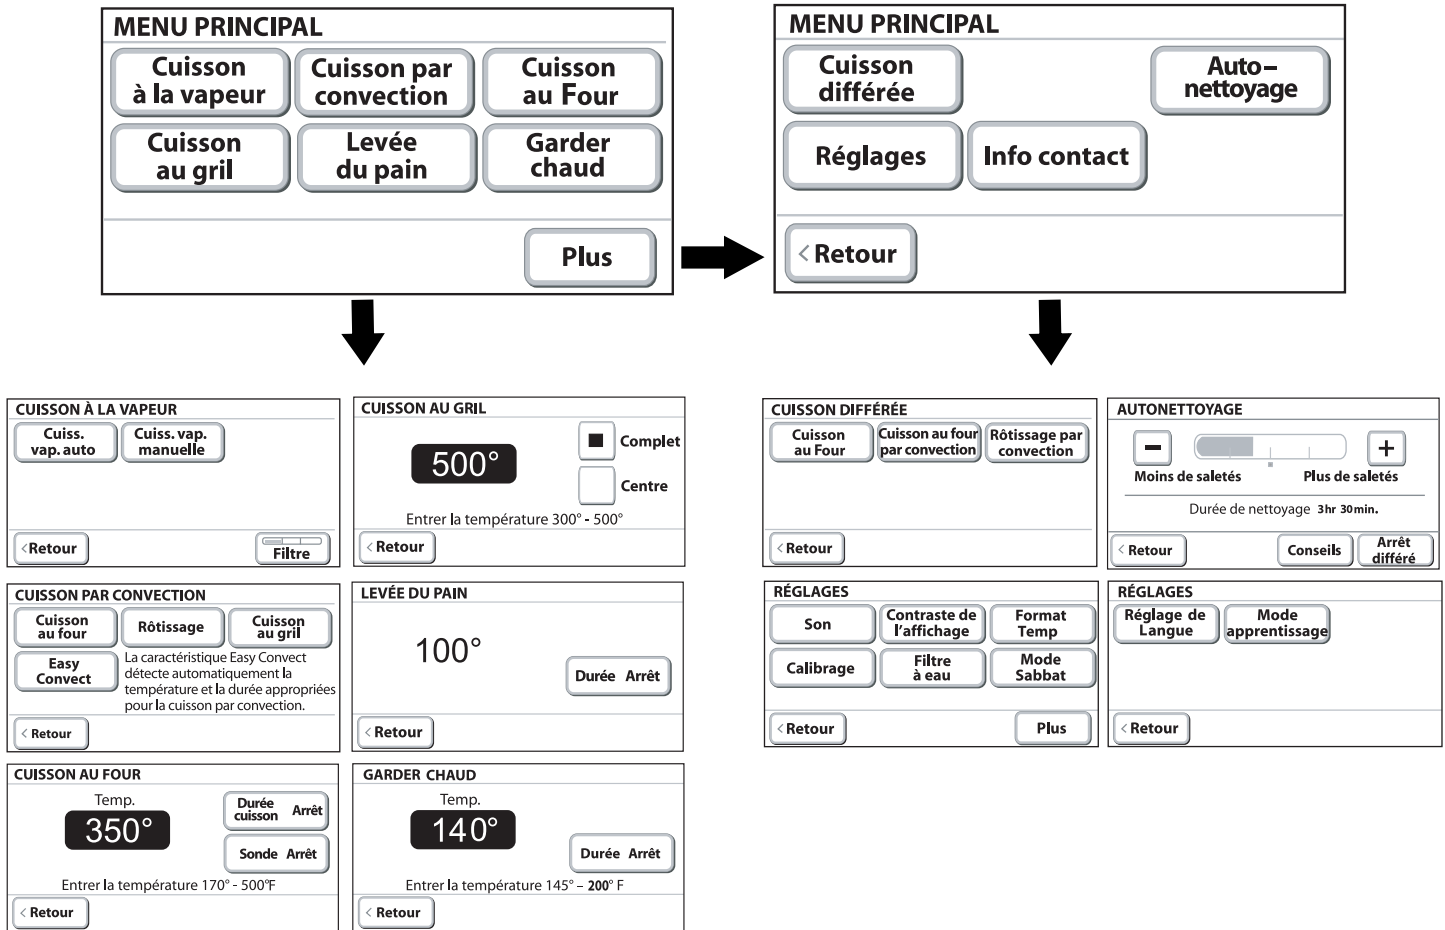 MENU PRINCIPAL
Cuisson
à la vapeur
Cuisson par
convection
Cuisson
au Four
Cuisson
au gril
Levée
du pain
Garder
chaud
Plus
MENU PRINCIPAL
Cuisson
différée
Auto–
nettoyage
Réglages
Info contact
< Retour
CUISSON À LA VAPEUR
Cuiss.
vap. auto
Cuiss. vap.
manuelle
< Retour
Filtre
CUISSON AU GRIL
500°
Complet
Centre
Entrer la température 300° - 500°
< Retour
CUISSON PAR CONVECTION
Cuisson
au four
Rôtissage
Cuisson
au gril
Easy
Convect
La caractéristique Easy Convect
détecte automatiquement la
température et la durée appropriées
pour la cuisson par convection.
< Retour
LEVÉE DU PAIN
100°
Durée Arrêt
< Retour
CUISSON AU FOUR
Temp.
350°
Durée
cuisson Arrêt
Sonde Arrêt
Entrer la température 170° - 500°F
< Retour
GARDER CHAUD
Temp.
140°
Durée Arrêt
Entrer la température 145° – 200° F
< Retour
CUISSON DIFFÉRÉE
Cuisson
au Four
Cuisson au four
par convection
Rôtissage par
convection
< Retour
AUTONETTOYAGE
–
+
Moins de saletés
Plus de saletés
Durée de nettoyage 3hr 30min.
< Retour
Conseils
Arrêt
différé
RÉGLAGES
Son
Contraste de
l'affichage
Format
Temp
Calibrage
Filtre
à eau
Mode
Sabbat
< Retour
Plus
RÉGLAGES
Réglage de
Langue
Mode
apprentissage
< Retour